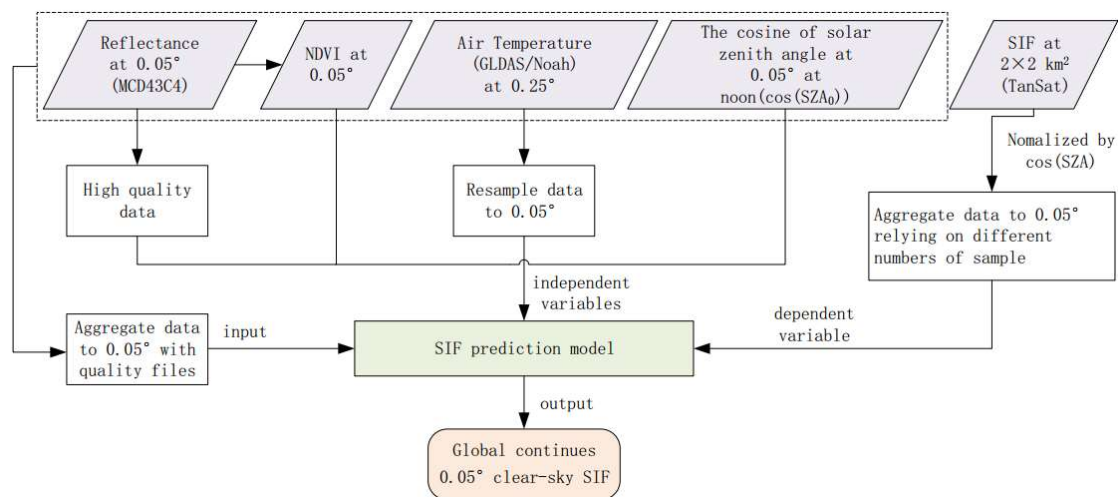 Reflectance
at 0.05°
(MCD43C4)
NDVI at
0.05°
Air Temperature
(GLDAS/Noah)
at 0.25°
The cosine of solar
zenith angle at
0.05° at
noon(cos(SZA₀))
SIF at
2×2 km²
(TanSat)
Nomalized by
cos(SZA)
High quality
data
Resample data
to 0.05°
Aggregate data to 0.05°
relying on different
numbers of sample
independent
variables
dependent
variable
Aggregate data
to 0.05° with
quality files
input
SIF prediction model
output
Global continues
0.05° clear-sky SIF